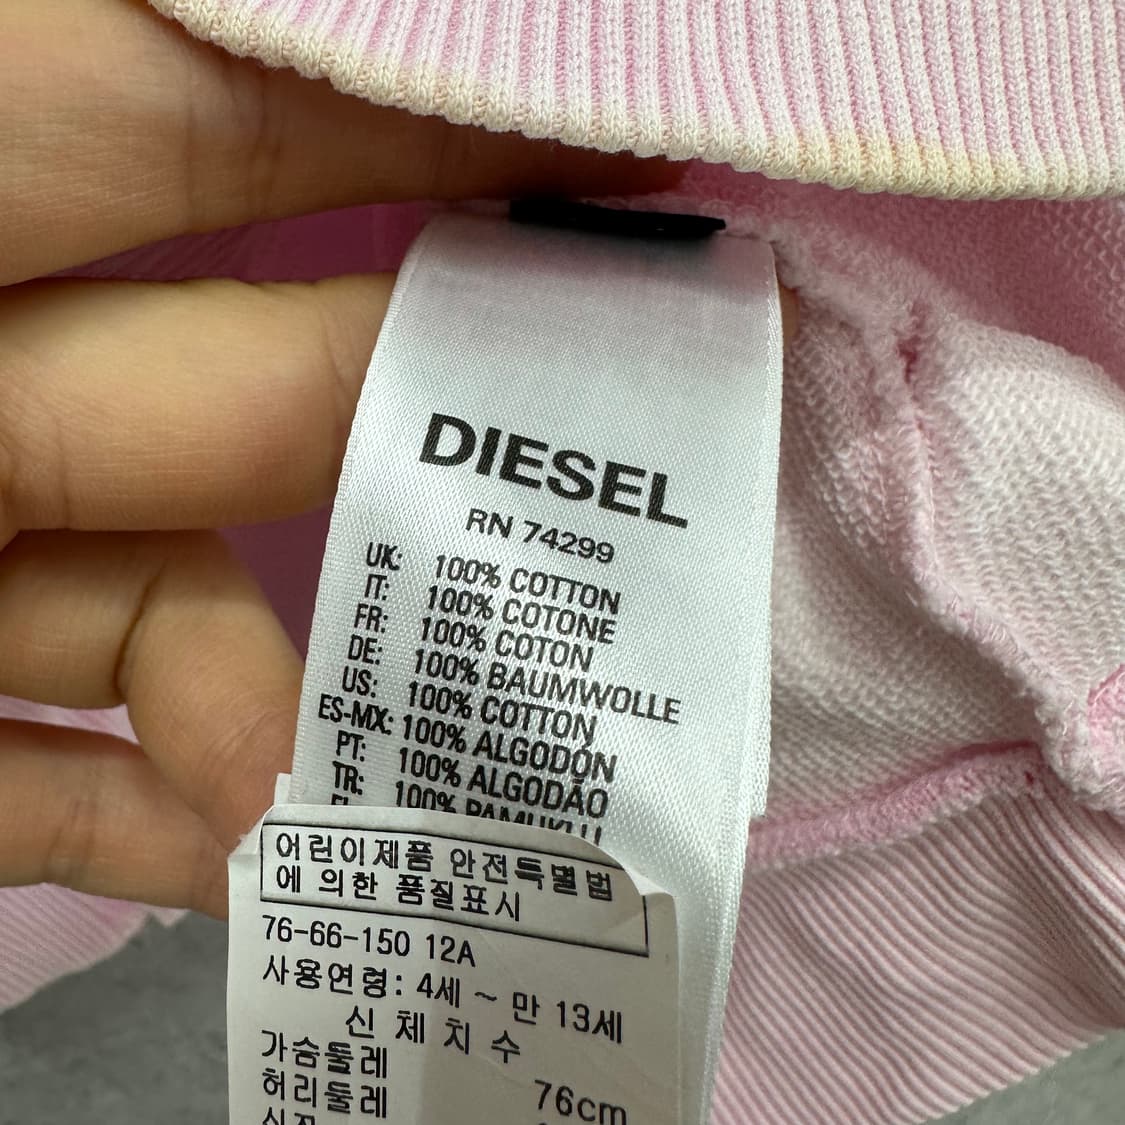 DIESEL
RN 74299
UK: 100% COTTON
IT: 100% COTONE
FR: 100% COTON
DE: 100% BAUMWOLLE
US: 100% COTTON
ES-MX: 100% ALGODÓN
PT: 100% ALGODÃO
TR: 100% PAMUKLU
어린이제품 안전특별법
에 의한 품질표시
76-66-150 12A
사용연령: 4세 ~ 만 13세
신체치수
가슴둘레 76cm
허리둘레